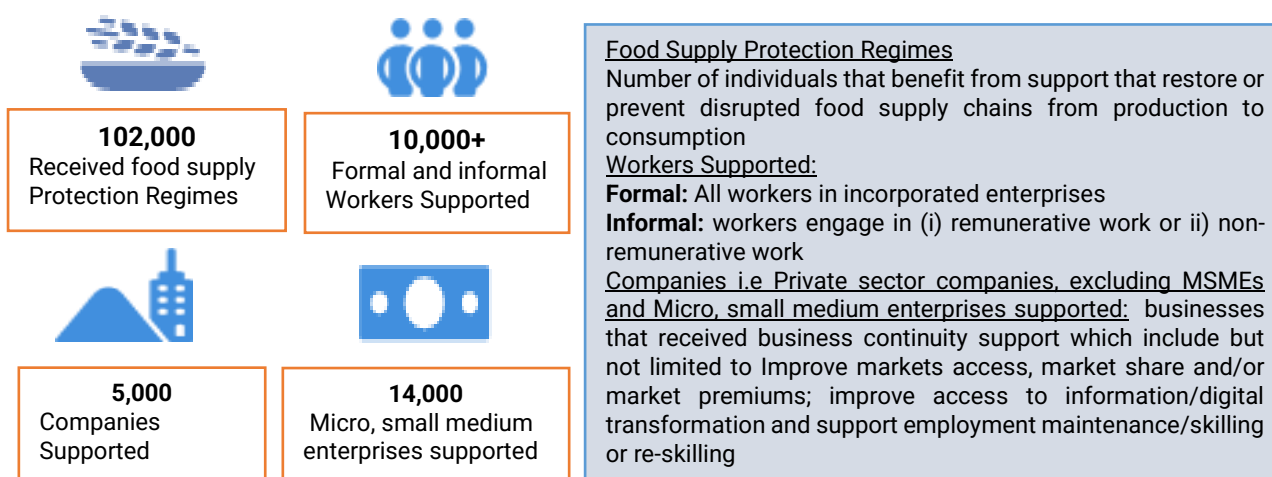 102,000
Received food supply
Protection Regimes
10,000+
Formal and informal
Workers Supported
5,000
Companies
Supported
14,000
Micro, small medium
enterprises supported
Food Supply Protection Regimes
Number of individuals that benefit from support that restore or
prevent disrupted food supply chains from production to
consumption
Workers Supported:
Formal: All workers in incorporated enterprises
Informal: workers engage in (i) remunerative work or ii) non-
remunerative work
Companies i.e Private sector companies, excluding MSMEs
and Micro, small medium enterprises supported: businesses
that received business continuity support which include but
not limited to Improve markets access, market share and/or
market premiums; improve access to information/digital
transformation and support employment maintenance/skilling
or re-skilling